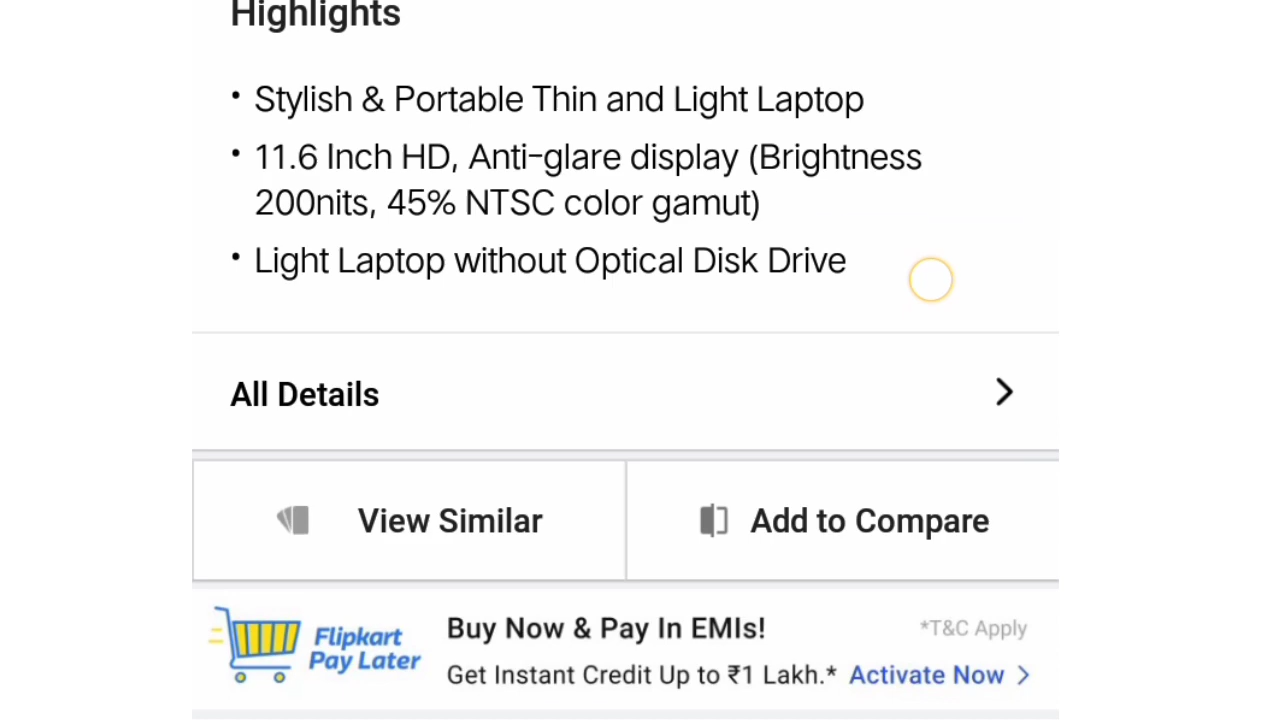 Highlights
• Stylish & Portable Thin and Light Laptop
• 11.6 Inch HD, Anti-glare display (Brightness
200nits, 45% NTSC color gamut)
• Light Laptop without Optical Disk Drive
All Details
View Similar
Add to Compare
Flipkart
Pay Later
Buy Now & Pay In EMIs!
*T&C Apply
Get Instant Credit Up to ₹1 Lakh.* Activate Now >